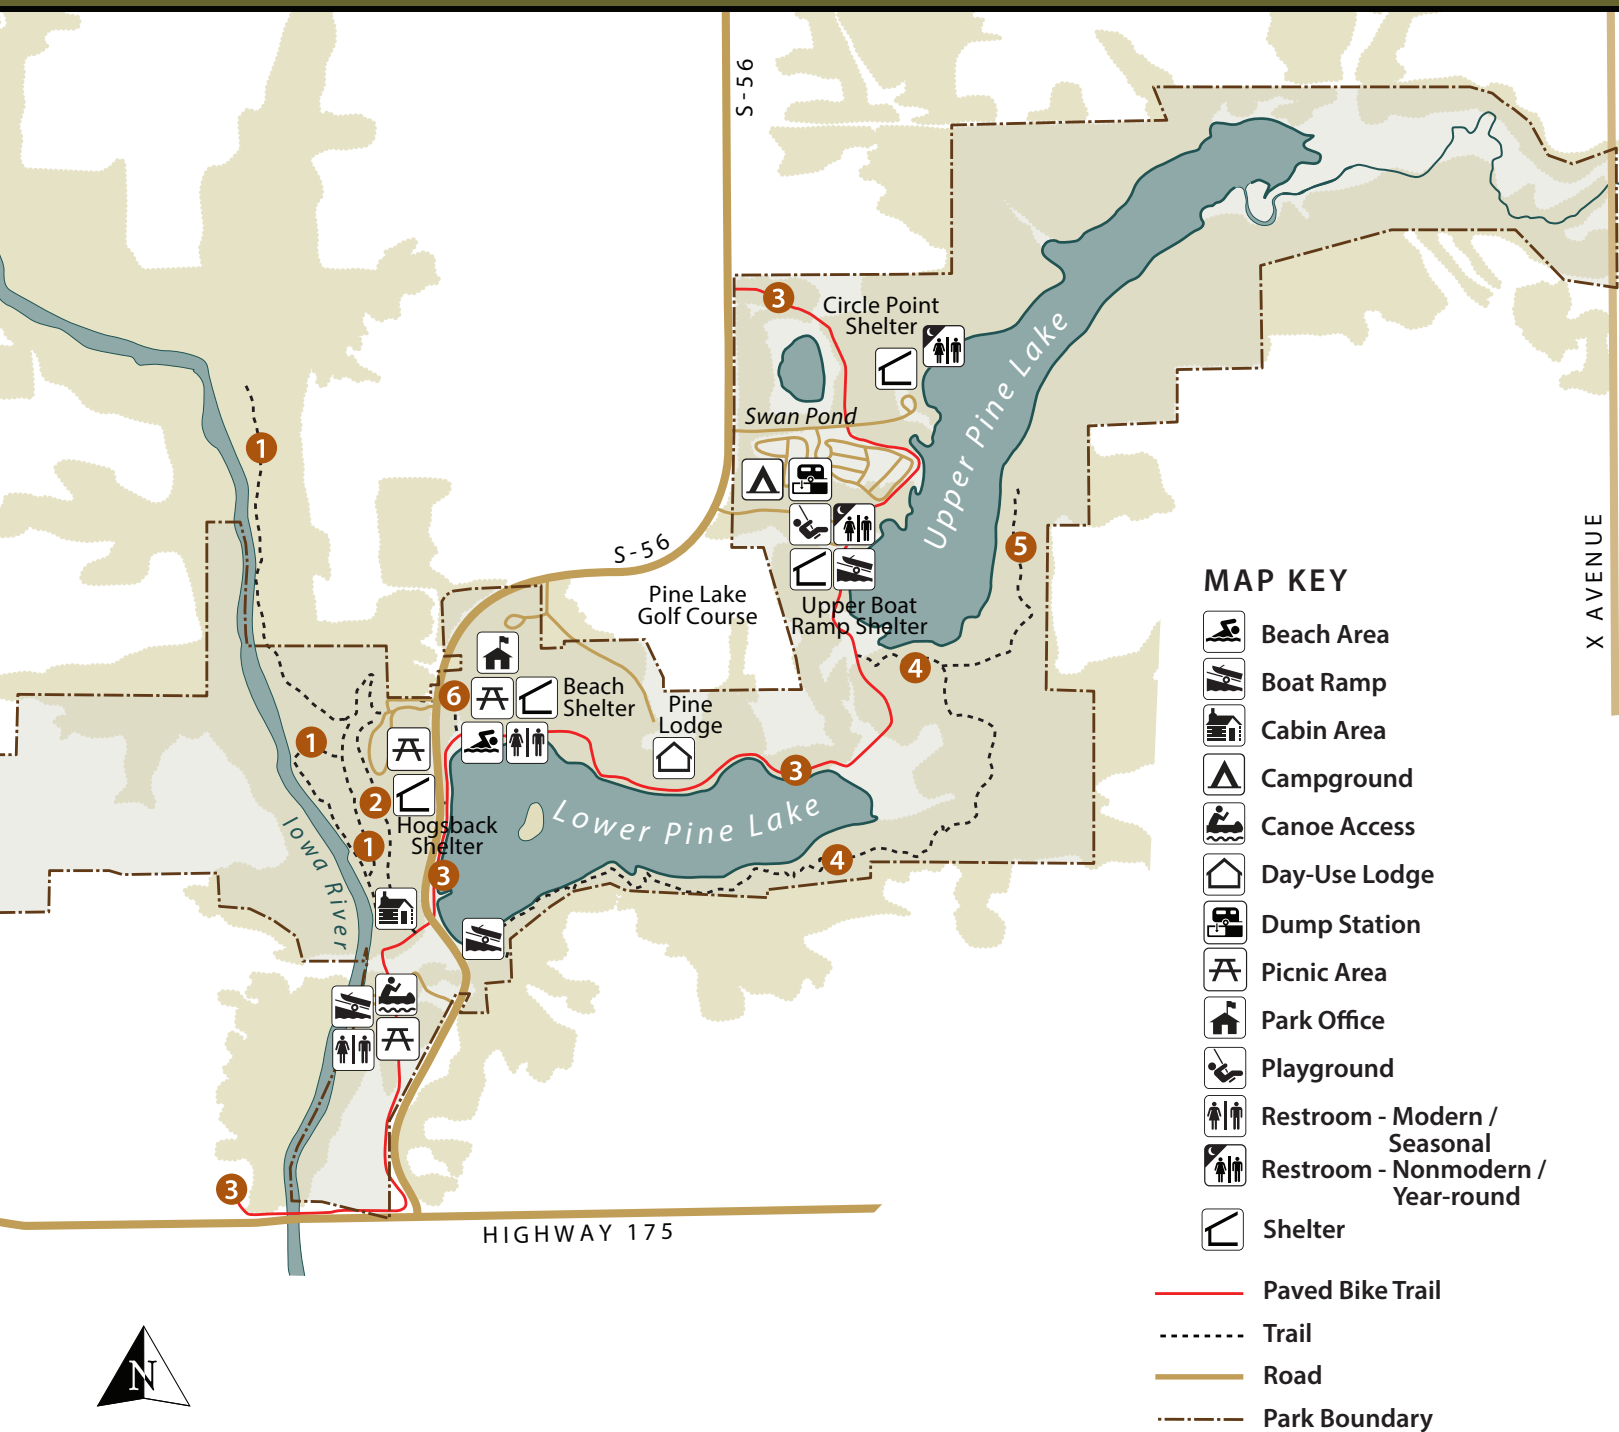 S-56
3
Circle Point
Shelter
Upper Pine Lake
Swan Pond
1
5
S-56
Pine Lake
Golf Course
Upper Boat
Ramp Shelter
4
X AVENUE
6
Beach
Shelter
Pine
Lodge
1
3
2
Hogsback
Shelter
Lower Pine Lake
1
4
3
Iowa River
3
HIGHWAY 175
N
MAP KEY
Beach Area
Boat Ramp
Cabin Area
Campground
Canoe Access
Day-Use Lodge
Dump Station
Picnic Area
Park Office
Playground
Restroom - Modern /
Seasonal
Restroom - Nonmodern /
Year-round
Shelter
Paved Bike Trail
Trail
Road
Park Boundary